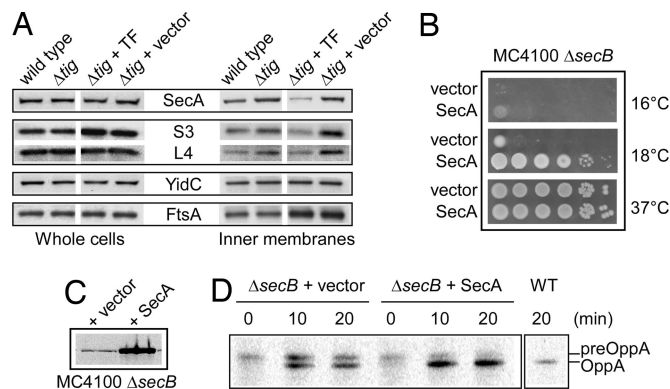 A
wild type
Δtig
Δtig + TF
Δtig + vector
wild type
Δtig
Δtig + TF
Δtig + vector
SecA
S3
L4
YidC
FtsA
Whole cells
Inner membranes
B
MC4100 ΔsecB
vector
SecA
16°C
vector
SecA
18°C
vector
SecA
37°C
C
+ vector
+ SecA
MC4100 ΔsecB
D
ΔsecB + vector
ΔsecB + SecA
WT
0 10 20 0 10 20 20 (min)
preOppA
OppA